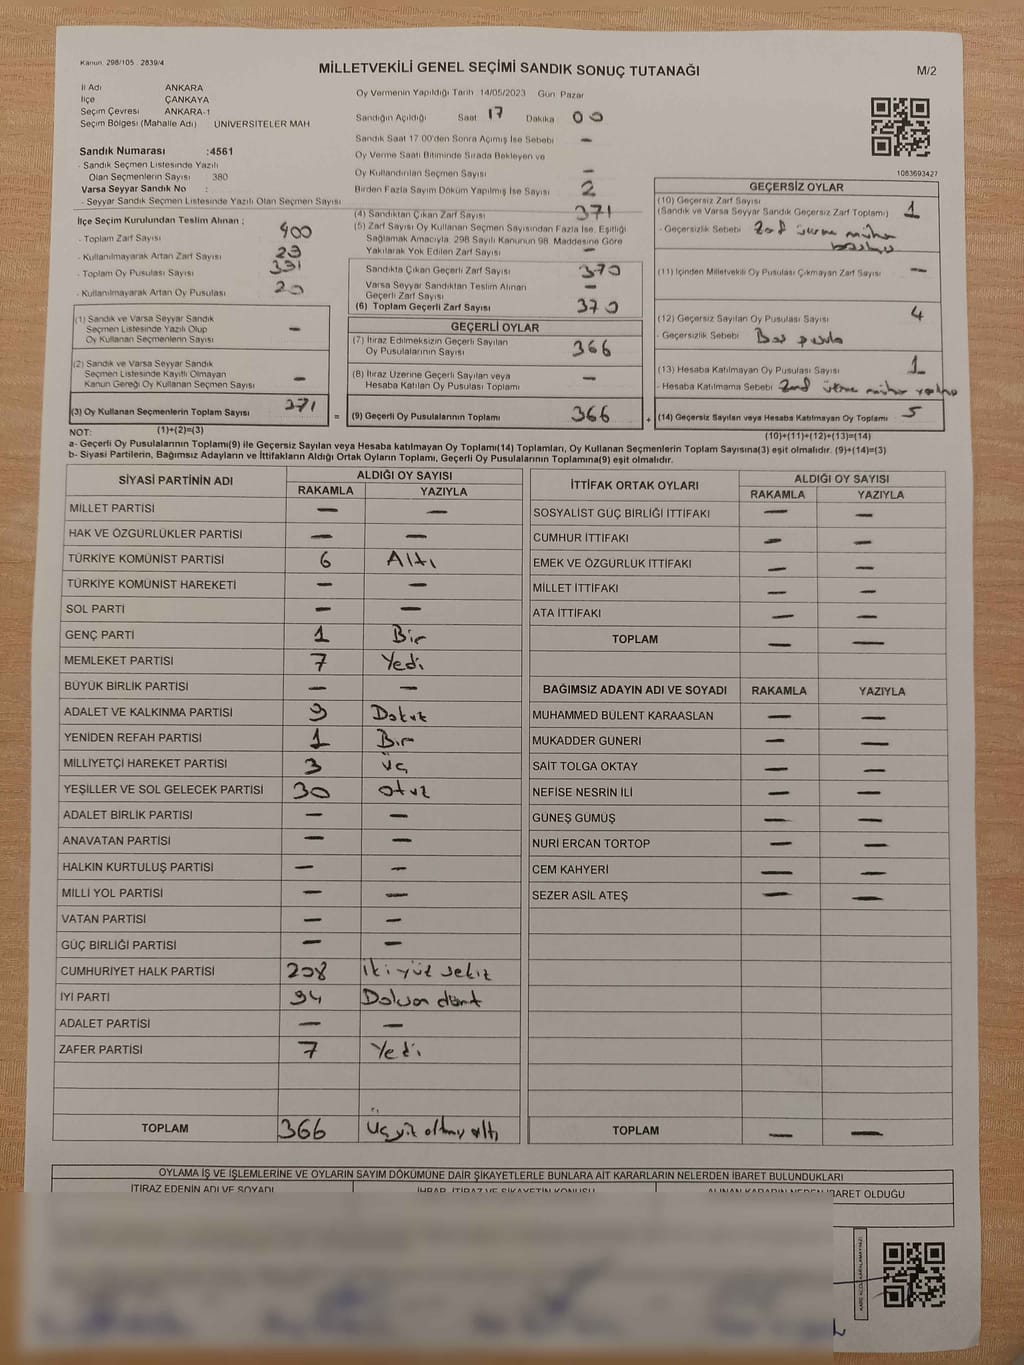 Kanun. 298/105 . 2839/4
MİLLETVEKİLİ GENEL SEÇİMİ SANDIK SONUÇ TUTANAĞI
M/2
İl Adı ANKARA
İlçe ÇANKAYA
Seçim Çevresi ANKARA-1
Seçim Bölgesi (Mahalle Adı) ÜNİVERSİTELER MAH
Sandık Numarası :4561
- Sandık Seçmen Listesinde Yazılı
Olan Seçmenlerin Sayısı 380
Varsa Seyyar Sandık No :
- Seyyar Sandık Seçmen Listesinde Yazılı Olan Seçmen Sayısı
Oy Vermenin Yapıldığı Tarih :14/05/2023 Gün: Pazar
Sandığın Açıldığı Saat 17 Dakika 00
Sandık Saat 17.00'den Sonra Açımış İse Sebebi —
Oy Verme Saati Bitiminde Sırada Bekleyen ve
Oy Kullandırılan Seçmen Sayısı —
Birden Fazla Sayım Döküm Yapılmış İse Sayısı 2
İlçe Seçim Kurulundan Teslim Alınan ;
- Toplam Zarf Sayısı 400
- Kullanılmayarak Artan Zarf Sayısı 29
- Toplam Oy Pusulası Sayısı 391
- Kullanılmayarak Artan Oy Pusulası 20
(4) Sandıktan Çıkan Zarf Sayısı 371
(5) Zarf Sayısı Oy Kullanan Seçmen Sayısından Fazla İse, Eşitliği
Sağlamak Amacıyla, 298 Sayılı Kanunun 98. Maddesine Göre
Yakılarak Yok Edilen Zarf Sayısı —
Sandıkta Çıkan Geçerli Zarf Sayısı 370
Varsa Seyyar Sandıktan Teslim Alınan
Geçerli Zarf Sayısı —
(6) Toplam Geçerli Zarf Sayısı 370
GEÇERSİZ OYLAR
1083693427
(10) Geçersiz Zarf Sayısı 1
(Sandık ve Varsa Seyyar Sandık Geçersiz Zarf Toplamı)
- Geçersizlik Sebebi Zarf üzerine mühür
(11) İçinden Milletvekili Oy Pusulası Çıkmayan Zarf Sayısı —
(12) Geçersiz Sayılan Oy Pusulası Sayısı 4
- Geçersizlik Sebebi Boş pusula
(13) Hesaba Katılmayan Oy Pusulası Sayısı 1
- Hesaba Katılmama Sebebi Zarf üstüne mühür
(14) Geçersiz Sayılan veya Hesaba Katılmayan Oy Toplamı 5
(10)+(11)+(12)+(13)=(14)
(1) Sandık ve Varsa Seyyar Sandık
Seçmen Listesinde Yazılı Olup
Oy Kullanan Seçmenlerin Sayısı —
(2) Sandık ve Varsa Seyyar Sandık
Seçmen Listesinde Kayıtlı Olmayan
Kanun Gereği Oy Kullanan Seçmen Sayısı —
(3) Oy Kullanan Seçmenlerin Toplam Sayısı 371 =
(1)+(2)=(3)
GEÇERLİ OYLAR
(7) İtiraz Edilmeksizin Geçerli Sayılan
Oy Pusulalarının Sayısı 366
(8) İtiraz Üzerine Geçerli Sayılan veya
Hesaba Katılan Oy Pusulası Toplamı —
(9) Geçerli Oy Pusulalarının Toplamı 366 +
NOT:
a- Geçerli Oy Pusulalarının Toplamı(9) ile Geçersiz Sayılan veya Hesaba katılmayan Oy Toplamı(14) Toplamları, Oy Kullanan Seçmenlerin Toplam Sayısına(3) eşit olmalıdır. (9)+(14)=(3)
b- Siyasi Partilerin, Bağımsız Adayların ve İttifakların Aldığı Ortak Oyların Toplamı, Geçerli Oy Pusulalarının Toplamına(9) eşit olmalıdır.
SİYASİ PARTİNİN ADI ALDIĞI OY SAYISI
RAKAMLA YAZIYLA
MİLLET PARTİSİ — —
HAK VE ÖZGÜRLÜKLER PARTİSİ — —
TÜRKİYE KOMÜNİST PARTİSİ 6 Altı
TÜRKİYE KOMÜNİST HAREKETİ — —
SOL PARTİ — —
GENÇ PARTİ 1 Bir
MEMLEKET PARTİSİ 7 Yedi
BÜYÜK BİRLİK PARTİSİ — —
ADALET VE KALKINMA PARTİSİ 9 Dokuz
YENİDEN REFAH PARTİSİ 1 Bir
MİLLİYETÇİ HAREKET PARTİSİ 3 üç
YEŞİLLER VE SOL GELECEK PARTİSİ 30 otuz
ADALET BİRLİK PARTİSİ — —
ANAVATAN PARTİSİ — —
HALKIN KURTULUŞ PARTİSİ — —
MİLLİ YOL PARTİSİ — —
VATAN PARTİSİ — —
GÜÇ BİRLİĞİ PARTİSİ — —
CUMHURİYET HALK PARTİSİ 208 iki yüz sekiz
İYİ PARTİ 94 Doksan dört
ADALET PARTİSİ — —
ZAFER PARTİSİ 7 Yedi
TOPLAM 366 Üçyüz altmış altı
İTTİFAK ORTAK OYLARI ALDIĞI OY SAYISI
RAKAMLA YAZIYLA
SOSYALİST GÜÇ BİRLİĞİ İTTİFAKI — —
CUMHUR İTTİFAKI — —
EMEK VE ÖZGÜRLÜK İTTİFAKI — —
MİLLET İTTİFAKI — —
ATA İTTİFAKI — —
TOPLAM — —
BAĞIMSIZ ADAYIN ADI VE SOYADI RAKAMLA YAZIYLA
MUHAMMED BÜLENT KARAASLAN — —
MUKADDER GÜNERİ — —
SAİT TOLGA OKTAY — —
NEFİSE NESRİN İLİ — —
GÜNEŞ GÜMÜŞ — —
NURİ ERCAN TORTOP — —
CEM KAHYERİ — —
SEZER ASİL ATEŞ — —
TOPLAM — —
OYLAMA İŞ VE İŞLEMLERİNE VE OYLARIN SAYIM DÖKÜMÜNE DAİR ŞİKAYETLERLE BUNLARA AİT KARARLARIN NELERDEN İBARET BULUNDUKLARI
İTİRAZ EDENİN ADI VE SOYADI İHBAR, İTİRAZ VE ŞİKAYETİN KONUSU ALINAN KARARIN NEDEN İBARET OLDUĞU